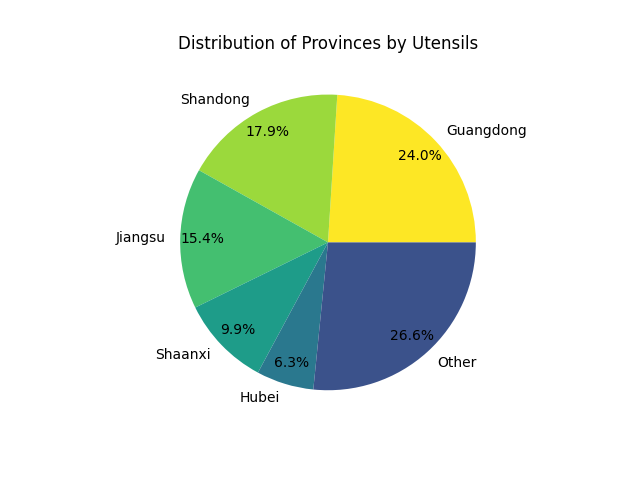 Distribution of Provinces by Utensils
Shandong
17.9%
Guangdong
24.0%
Jiangsu
15.4%
Shaanxi
9.9%
Hubei
6.3%
Other
26.6%